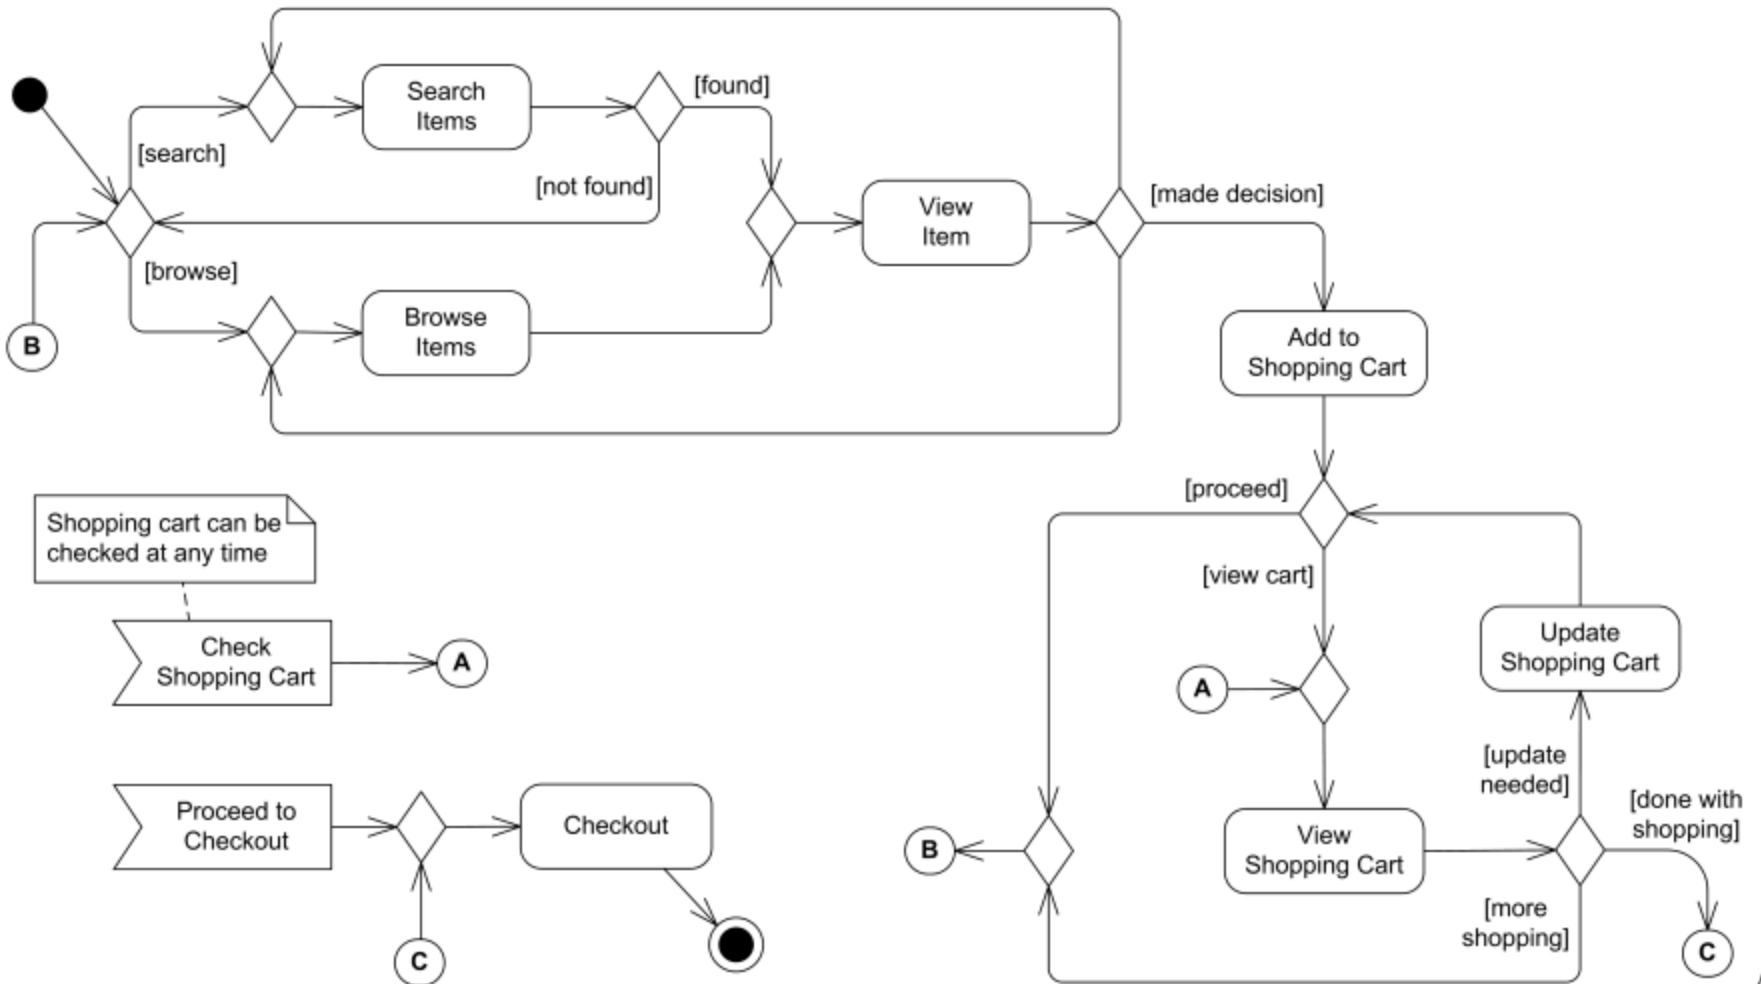 Search
Items
[found]
[search]
[not found]
View
Item
[made decision]
[browse]
Browse
Items
B
Add to
Shopping Cart
[proceed]
Shopping cart can be
checked at any time
[view cart]
Check
Shopping Cart
A
A
Update
Shopping Cart
[update
needed]
[done with
shopping]
Proceed to
Checkout
Checkout
B
View
Shopping Cart
[more
shopping]
C
C